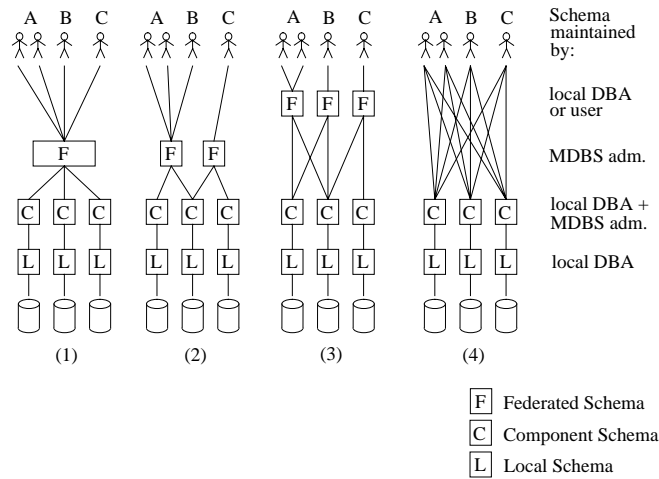 A B C A B C A B C A B C Schema
maintained
by:
local DBA
or user
F F F
F F F MDBS adm.
C C C C C C C C C C C C local DBA +
MDBS adm.
L L L L L L L L L L L L local DBA
(1) (2) (3) (4)
F Federated Schema
C Component Schema
L Local Schema